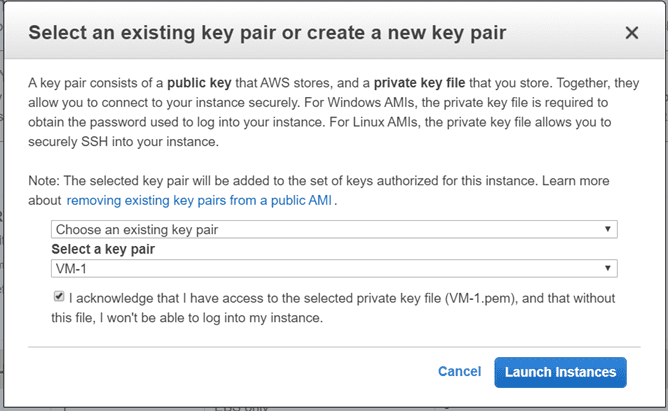 Select an existing key pair or create a new key pair
A key pair consists of a public key that AWS stores, and a private key file that you store. Together, they
allow you to connect to your instance securely. For Windows AMIs, the private key file is required to
obtain the password used to log into your instance. For Linux AMIs, the private key file allows you to
securely SSH into your instance.
Note: The selected key pair will be added to the set of keys authorized for this instance. Learn more
about removing existing key pairs from a public AMI .
Choose an existing key pair
Select a key pair
VM-1
I acknowledge that I have access to the selected private key file (VM-1.pem), and that without
this file, I won't be able to log into my instance.
Cancel
Launch Instances